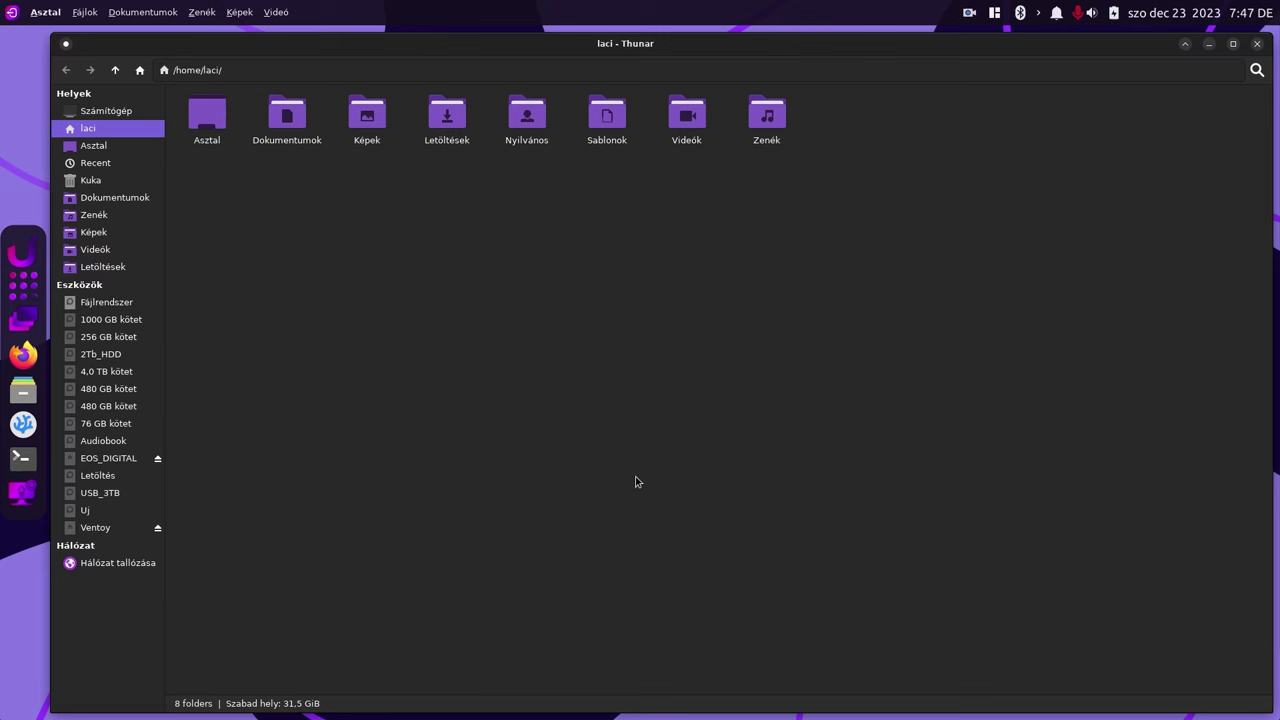 Asztal Fájlok Dokumentumok Zenék Képek Videó
szo dec 23 2023 7:47 DE
laci - Thunar
/home/laci/
Helyek
Számítógép
laci
Asztal
Recent
Kuka
Dokumentumok
Zenék
Képek
Videók
Letöltések
Eszközök
Fájlrendszer
1000 GB kötet
256 GB kötet
2Tb_HDD
4,0 TB kötet
480 GB kötet
480 GB kötet
76 GB kötet
Audiobook
EOS_DIGITAL
Letöltés
USB_3TB
Uj
Ventoy
Hálózat
Hálózat tallózása
Asztal Dokumentumok Képek Letöltések Nyilvános Sablonok Videók Zenék
8 folders | Szabad hely: 31,5 GiB